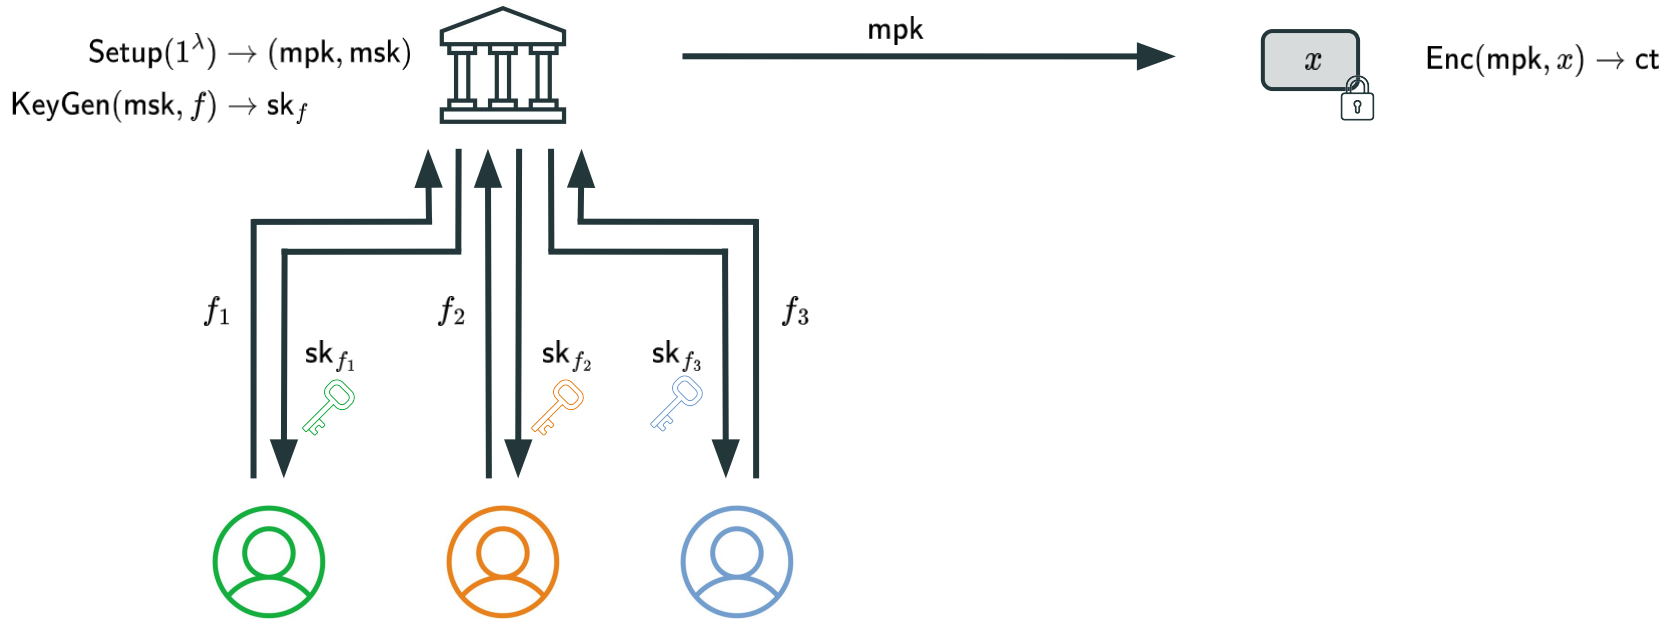 mpk
Setup(1^λ) → (mpk, msk)
x
Enc(mpk, x) → ct
KeyGen(msk, f) → sk_f
f_1
f_2
f_3
sk_{f_1}
sk_{f_2}
sk_{f_3}